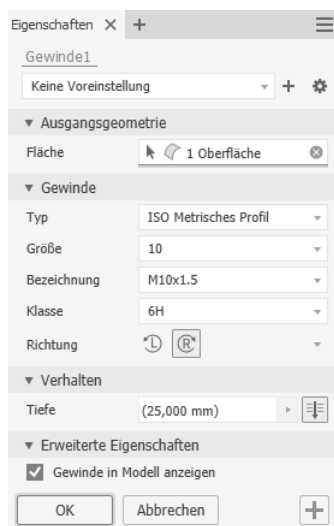 Eigenschaften × +
Gewinde1
Keine Voreinstellung
Ausgangsgeometrie
Fläche 1 Oberfläche
Gewinde
Typ ISO Metrisches Profil
Größe 10
Bezeichnung M10x1.5
Klasse 6H
Richtung L R
Verhalten
Tiefe (25,000 mm)
Erweiterte Eigenschaften
Gewinde in Modell anzeigen
OK Abbrechen +